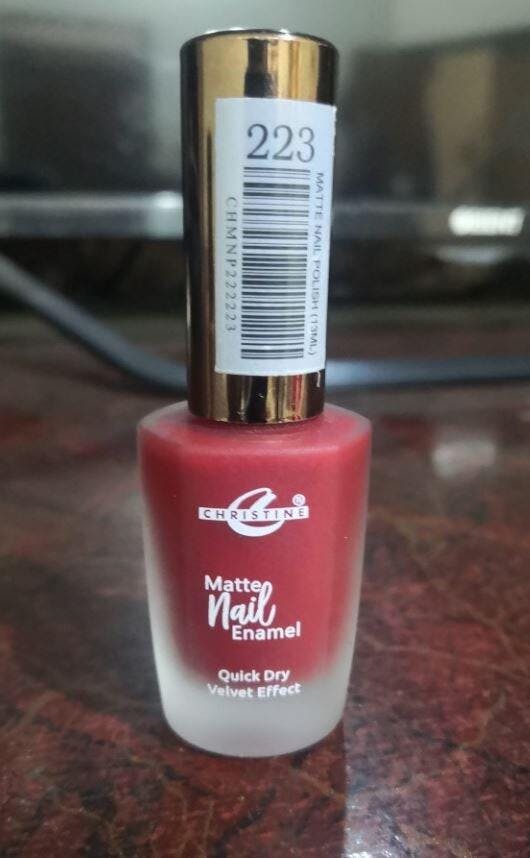 223
MATTE NAIL POLISH (13ML)
CHMNP222223
CHRISTINE
®
Matte
Nail
Enamel
Quick Dry
Velvet Effect